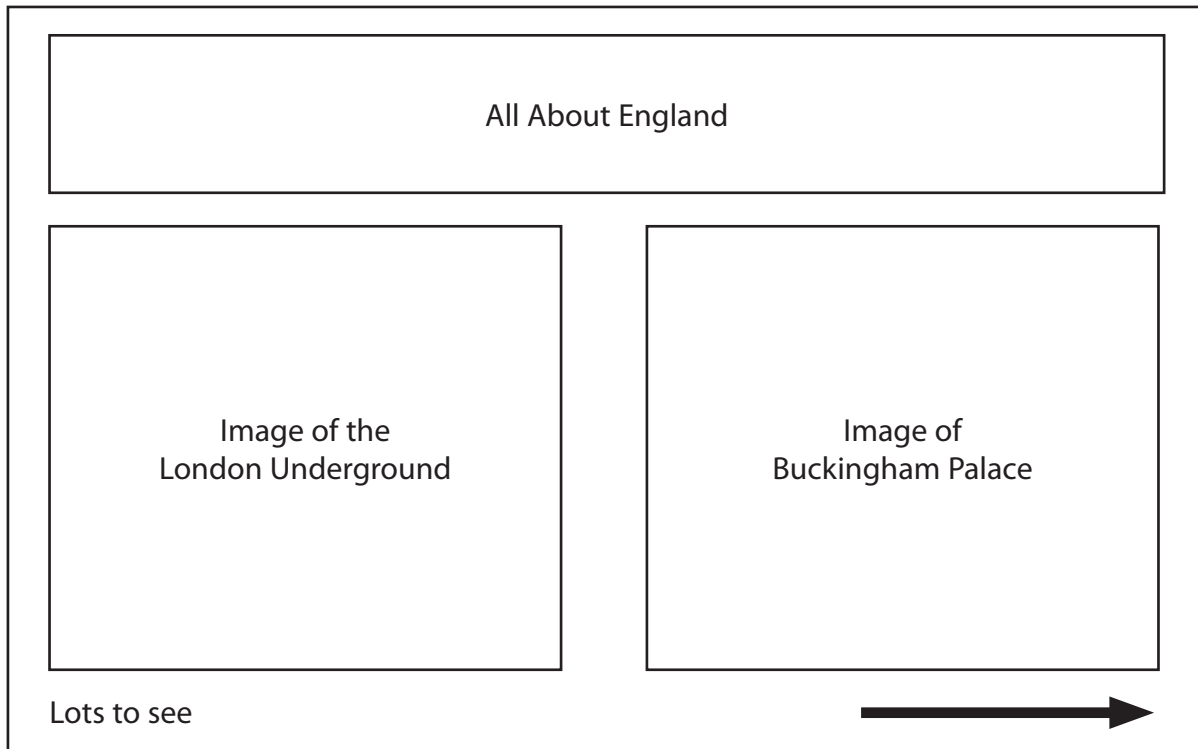 All About England
Image of the
London Underground
Image of
Buckingham Palace
Lots to see